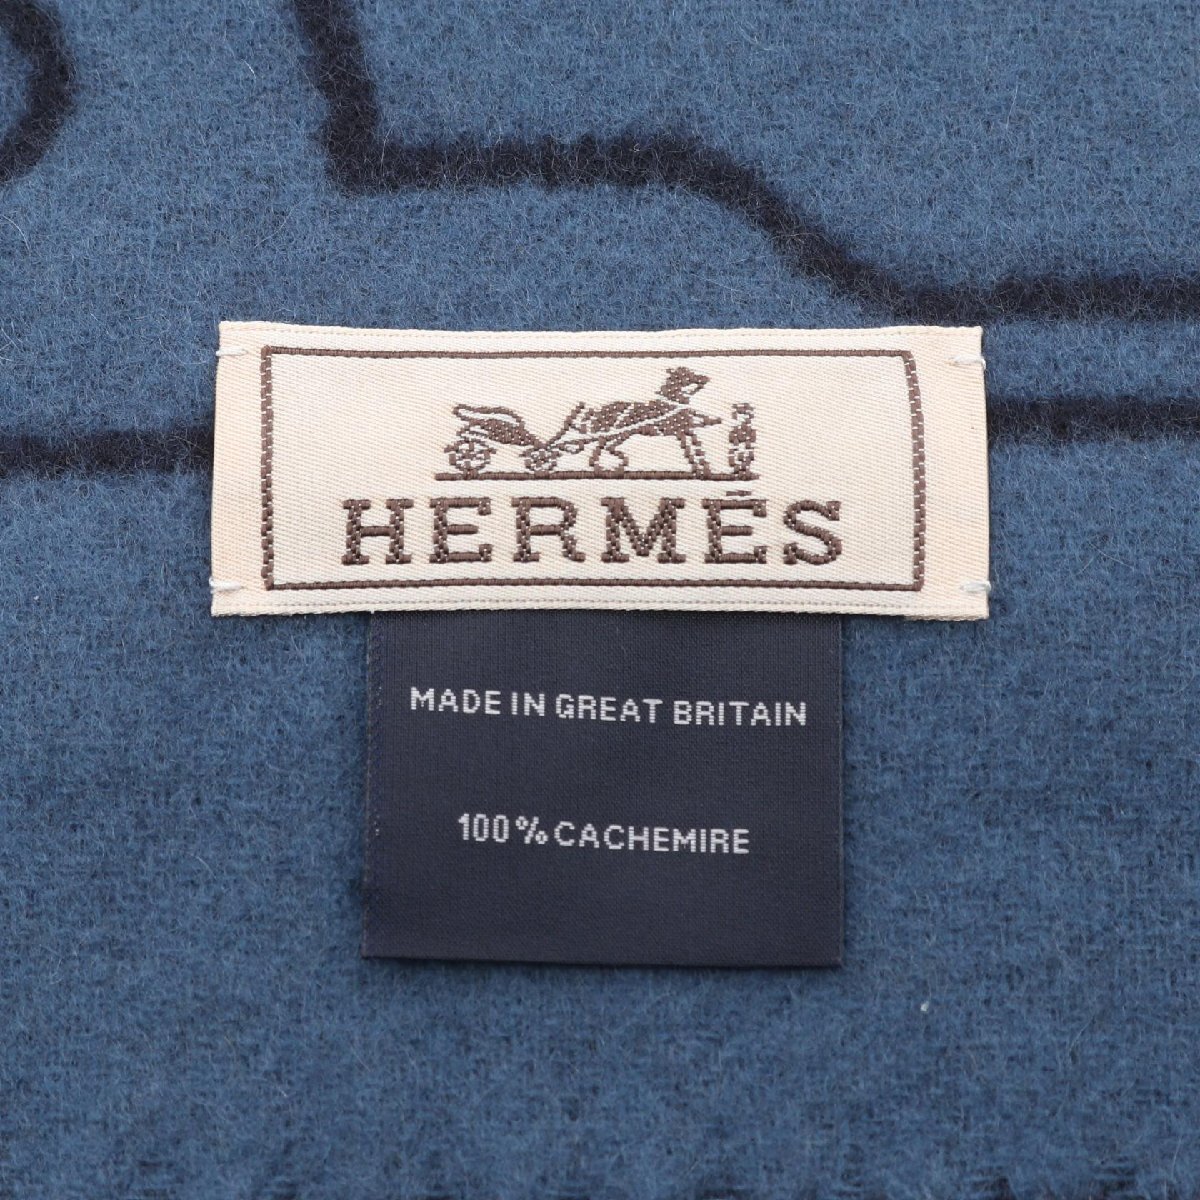 HERMÈS
MADE IN GREAT BRITAIN
100% CACHEMIRE